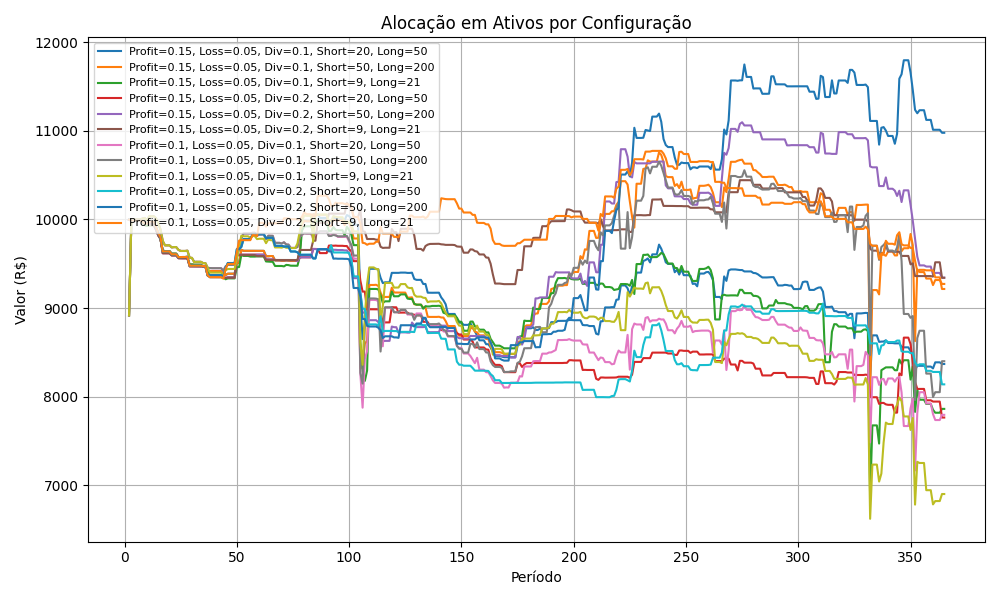 Alocação em Ativos por Configuração
Profit=0.15, Loss=0.05, Div=0.1, Short=20, Long=50
Profit=0.15, Loss=0.05, Div=0.1, Short=50, Long=200
Profit=0.15, Loss=0.05, Div=0.1, Short=9, Long=21
Profit=0.15, Loss=0.05, Div=0.2, Short=20, Long=50
Profit=0.15, Loss=0.05, Div=0.2, Short=50, Long=200
Profit=0.15, Loss=0.05, Div=0.2, Short=9, Long=21
Profit=0.1, Loss=0.05, Div=0.1, Short=20, Long=50
Profit=0.1, Loss=0.05, Div=0.1, Short=50, Long=200
Profit=0.1, Loss=0.05, Div=0.1, Short=9, Long=21
Profit=0.1, Loss=0.05, Div=0.2, Short=20, Long=50
Profit=0.1, Loss=0.05, Div=0.2, Short=50, Long=200
Profit=0.1, Loss=0.05, Div=0.2, Short=9, Long=21
Valor (R$)
12000
11000
10000
9000
8000
7000
0 50 100 150 200 250 300 350
Período